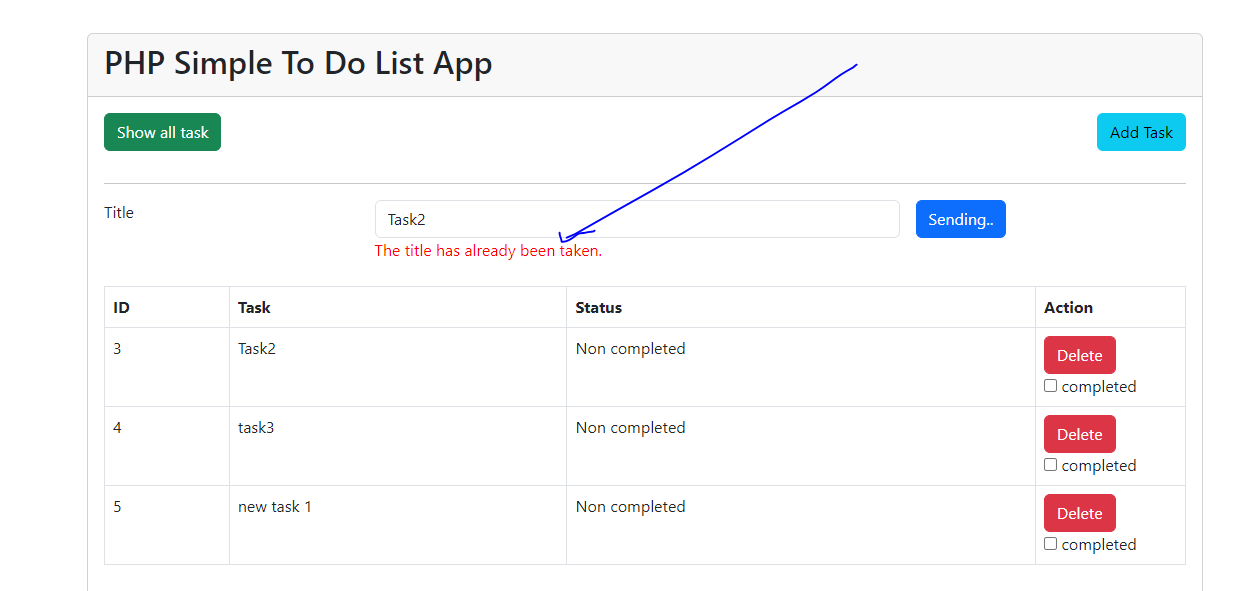 PHP Simple To Do List App
Show all task
Add Task
Title
Task2
Sending..
The title has already been taken.
ID Task Status Action
3 Task2 Non completed Delete
completed
4 task3 Non completed Delete
completed
5 new task 1 Non completed Delete
completed